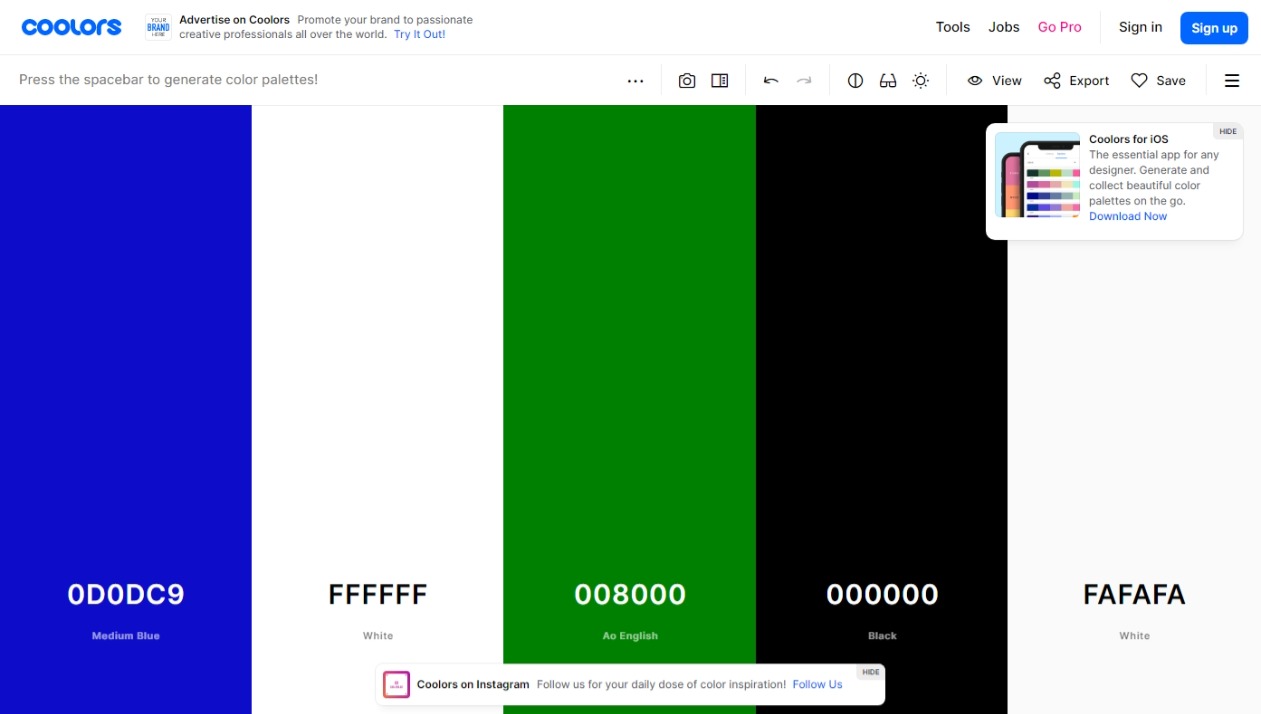 coolors
YOUR
BRAND
HERE
Advertise on Coolors Promote your brand to passionate
creative professionals all over the world. Try It Out!
Tools Jobs Go Pro Sign in Sign up
Press the spacebar to generate color palettes!
View Export Save
HIDE
Coolors for iOS
The essential app for any
designer. Generate and
collect beautiful color
palettes on the go.
Download Now
0D0DC9 FFFFFF 008000 000000 FAFAFA
Medium Blue White Ao English Black White
HIDE
Coolors on Instagram Follow us for your daily dose of color inspiration! Follow Us